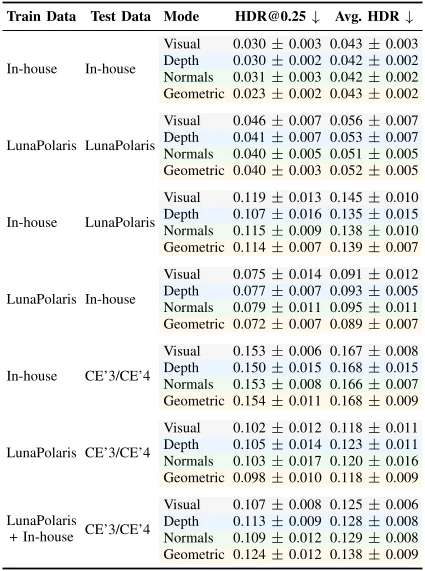 Train Data Test Data Mode HDR@0.25 ↓ Avg. HDR ↓
In-house In-house
Visual 0.030 ± 0.003 0.043 ± 0.003
Depth 0.030 ± 0.002 0.042 ± 0.002
Normals 0.031 ± 0.003 0.042 ± 0.002
Geometric 0.023 ± 0.002 0.043 ± 0.002
LunaPolaris LunaPolaris
Visual 0.046 ± 0.007 0.056 ± 0.007
Depth 0.041 ± 0.007 0.053 ± 0.007
Normals 0.040 ± 0.005 0.051 ± 0.005
Geometric 0.040 ± 0.003 0.052 ± 0.005
In-house LunaPolaris
Visual 0.119 ± 0.013 0.145 ± 0.010
Depth 0.107 ± 0.016 0.135 ± 0.015
Normals 0.115 ± 0.009 0.138 ± 0.010
Geometric 0.114 ± 0.007 0.139 ± 0.007
LunaPolaris In-house
Visual 0.075 ± 0.014 0.091 ± 0.012
Depth 0.077 ± 0.007 0.093 ± 0.005
Normals 0.079 ± 0.011 0.095 ± 0.011
Geometric 0.072 ± 0.007 0.089 ± 0.007
In-house CE'3/CE'4
Visual 0.153 ± 0.006 0.167 ± 0.008
Depth 0.150 ± 0.015 0.168 ± 0.015
Normals 0.153 ± 0.008 0.166 ± 0.007
Geometric 0.154 ± 0.011 0.168 ± 0.009
LunaPolaris CE'3/CE'4
Visual 0.102 ± 0.012 0.118 ± 0.011
Depth 0.105 ± 0.014 0.123 ± 0.011
Normals 0.103 ± 0.017 0.120 ± 0.016
Geometric 0.098 ± 0.010 0.118 ± 0.009
LunaPolaris
+ In-house
CE'3/CE'4
Visual 0.107 ± 0.008 0.125 ± 0.006
Depth 0.113 ± 0.009 0.128 ± 0.008
Normals 0.109 ± 0.012 0.129 ± 0.008
Geometric 0.124 ± 0.012 0.138 ± 0.009